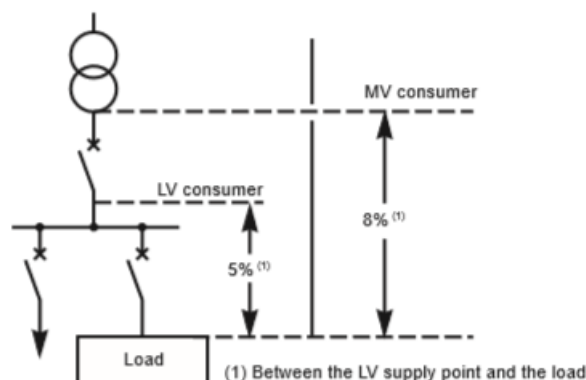 MV consumer
LV consumer
8% (1)
5% (1)
Load
(1) Between the LV supply point and the load